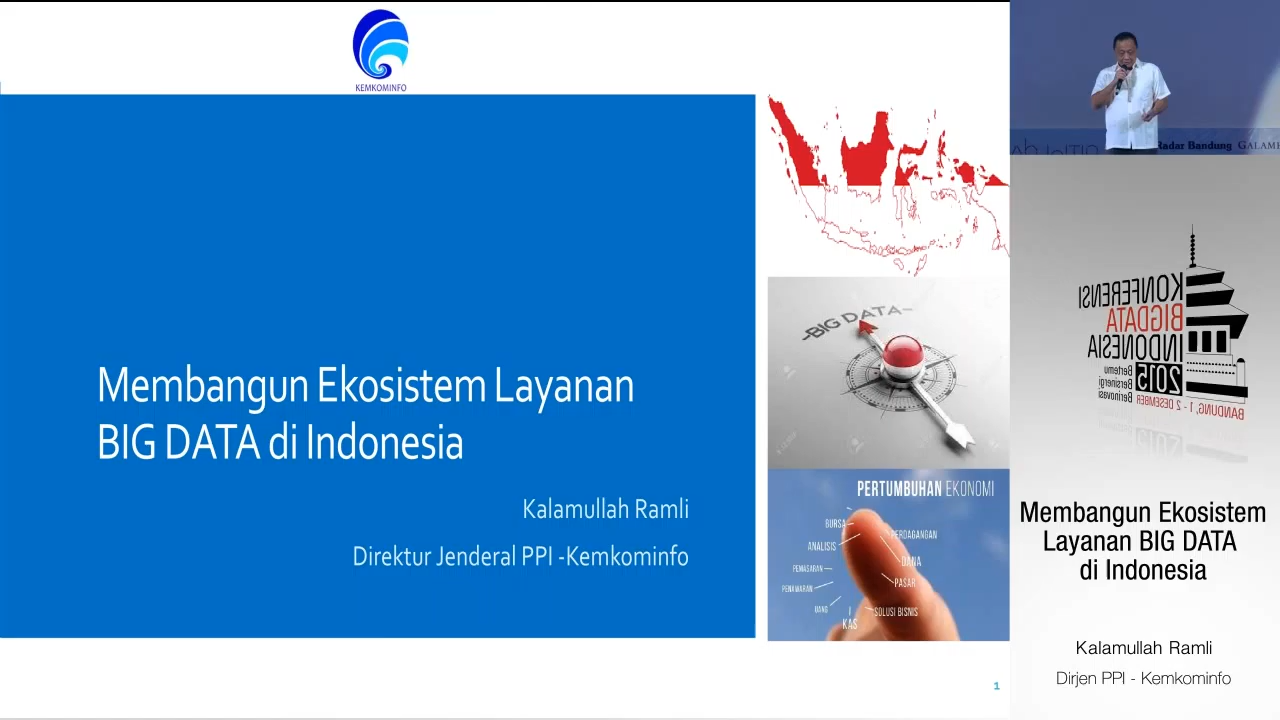 KEMKOMINFO
Membangun Ekosistem Layanan
BIG DATA di Indonesia
Kalamullah Ramli
Direktur Jenderal PPI -Kemkominfo
-BIG DATA-
PERTUMBUHAN EKONOMI
BURSA
PERDAGANGAN
ANALISIS
DANA
PEMASARAN
PASAR
PENAWARAN
UANG
SOLUSI BISNIS
KAS
1
Radar Bandung
KONFERENSI
BIGDATA
INDONESIA
2015
Bertemu
Bersinergi
Berinovasi
BANDUNG, 1 - 2 DESEMBER
Membangun Ekosistem
Layanan BIG DATA
di Indonesia
Kalamullah Ramli
Dirjen PPI - Kemkominfo